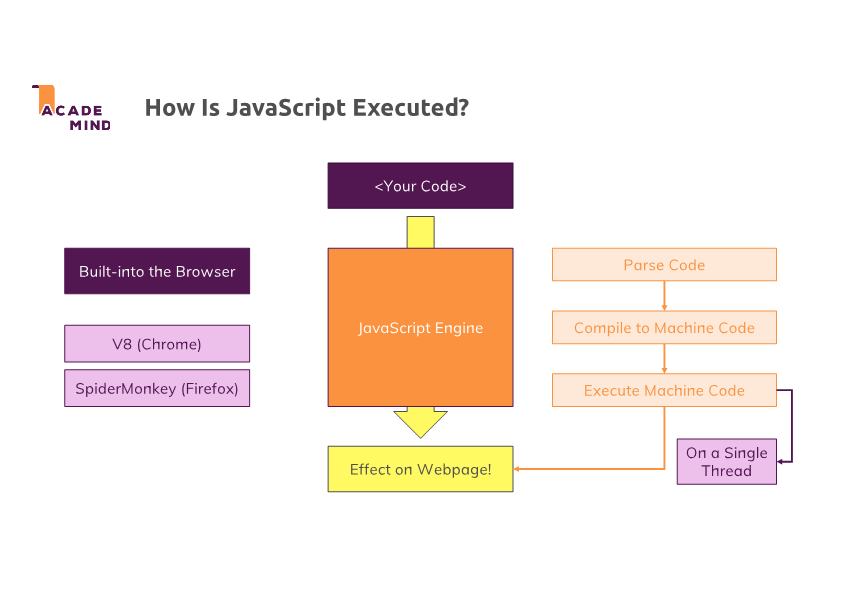 ACADE
MIND
How Is JavaScript Executed?
<Your Code>
Built-into the Browser
V8 (Chrome)
SpiderMonkey (Firefox)
JavaScript Engine
Parse Code
Compile to Machine Code
Execute Machine Code
On a Single
Thread
Effect on Webpage!